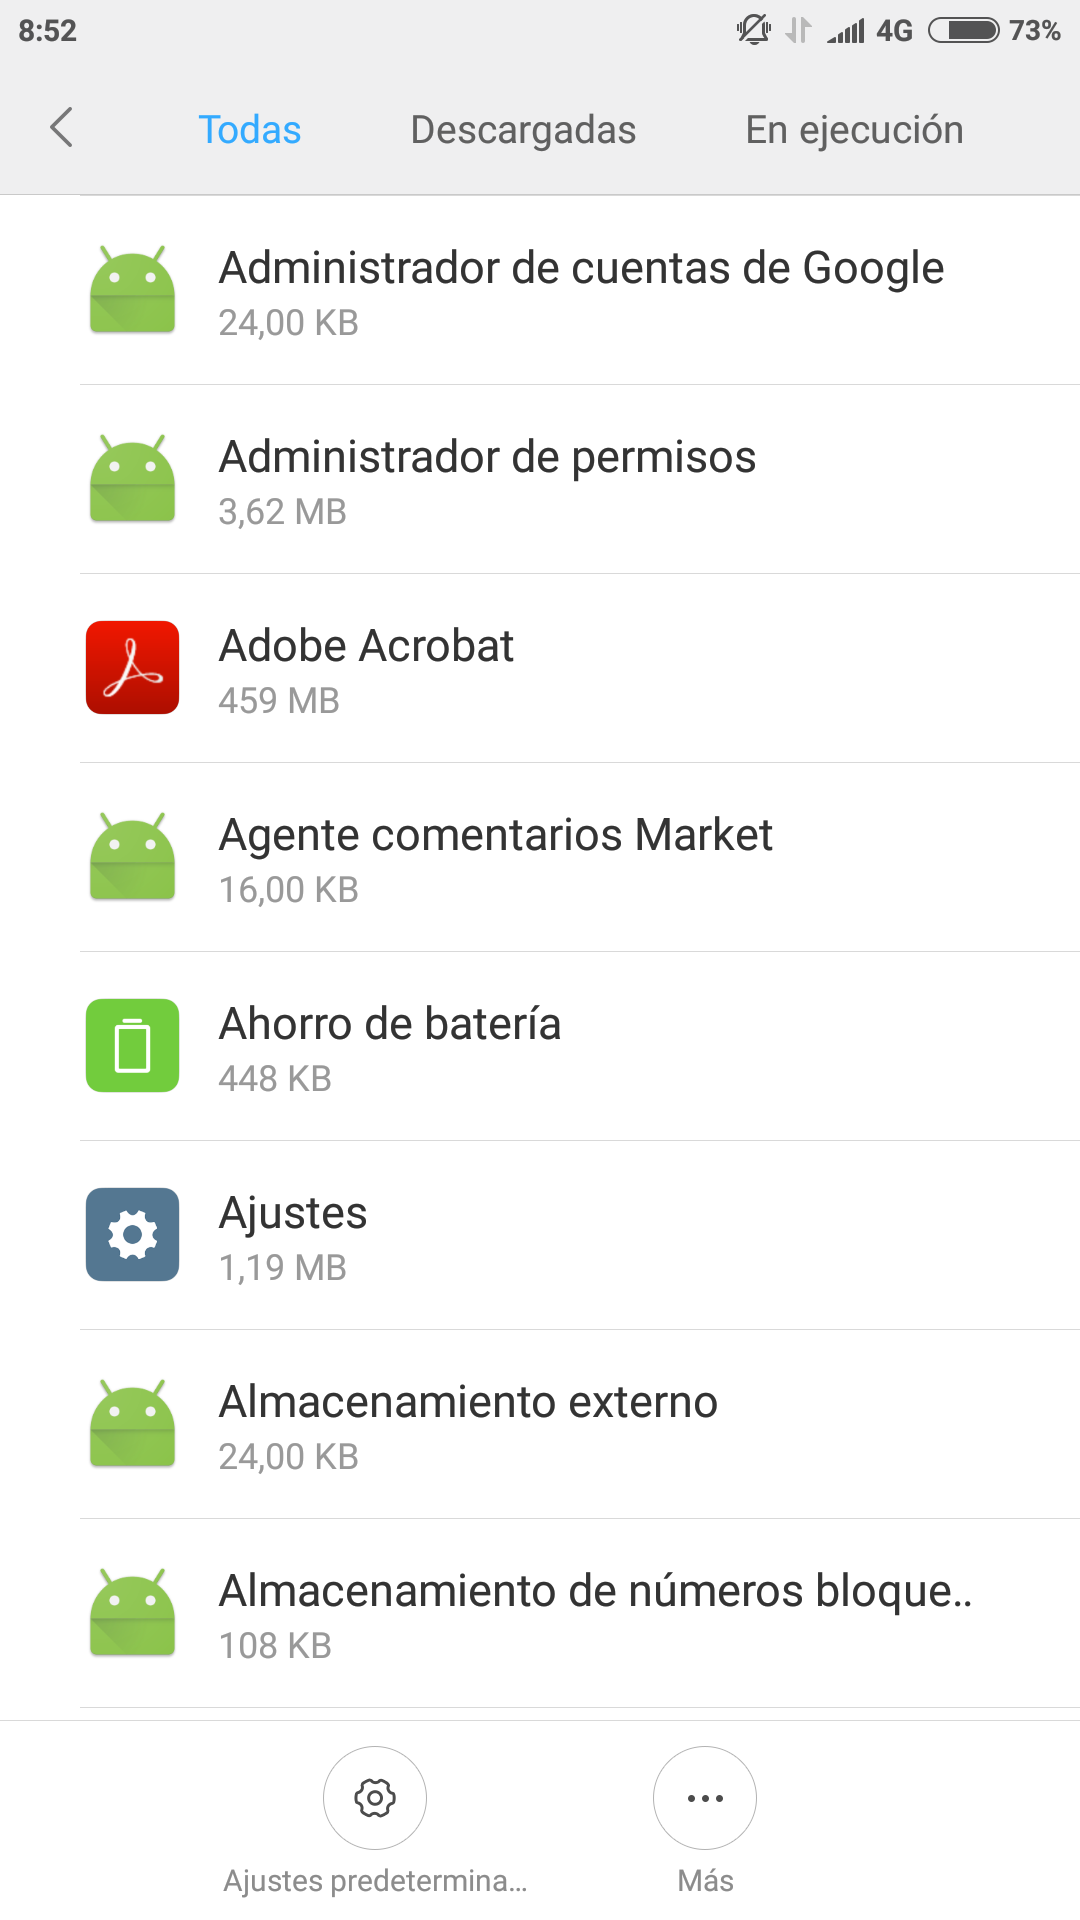 8:52 4G 73%
Todas Descargadas En ejecución
Administrador de cuentas de Google
24,00 KB
Administrador de permisos
3,62 MB
Adobe Acrobat
459 MB
Agente comentarios Market
16,00 KB
Ahorro de batería
448 KB
Ajustes
1,19 MB
Almacenamiento externo
24,00 KB
Almacenamiento de números bloque..
108 KB
Ajustes predetermina... Más